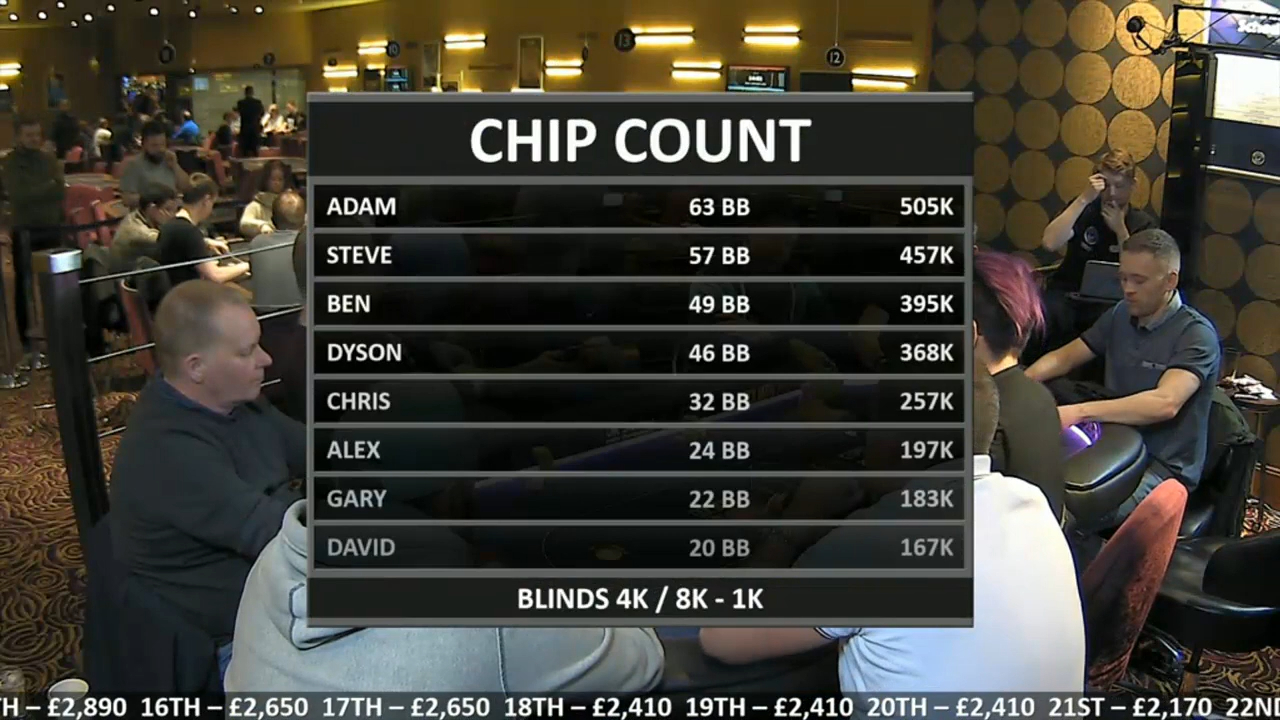 CHIP COUNT
ADAM 63 BB 505K
STEVE 57 BB 457K
BEN 49 BB 395K
DYSON 46 BB 368K
CHRIS 32 BB 257K
ALEX 24 BB 197K
GARY 22 BB 183K
DAVID 20 BB 167K
BLINDS 4K / 8K - 1K
– £2,890 16TH – £2,650 17TH – £2,650 18TH – £2,410 19TH – £2,410 20TH – £2,410 21ST – £2,170
13
12
10